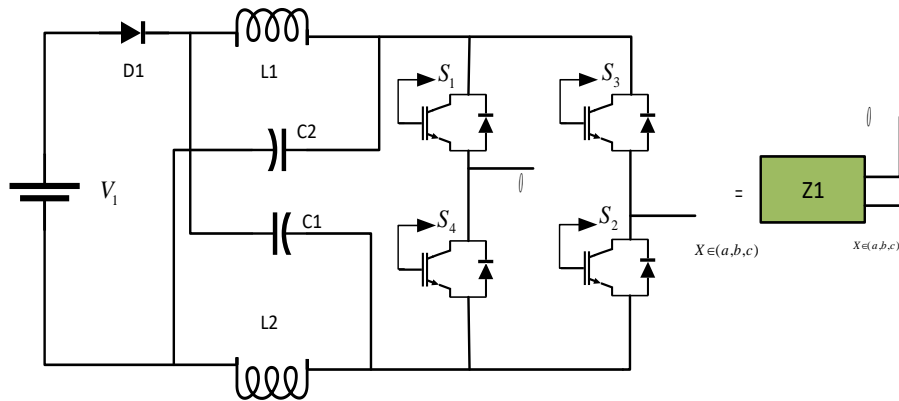 D1
L1
S₁
S₃
C2
V₁
=
Z1
C1
S₄
S₂
X∈(a,b,c)
X∈(a,b,c)
L2